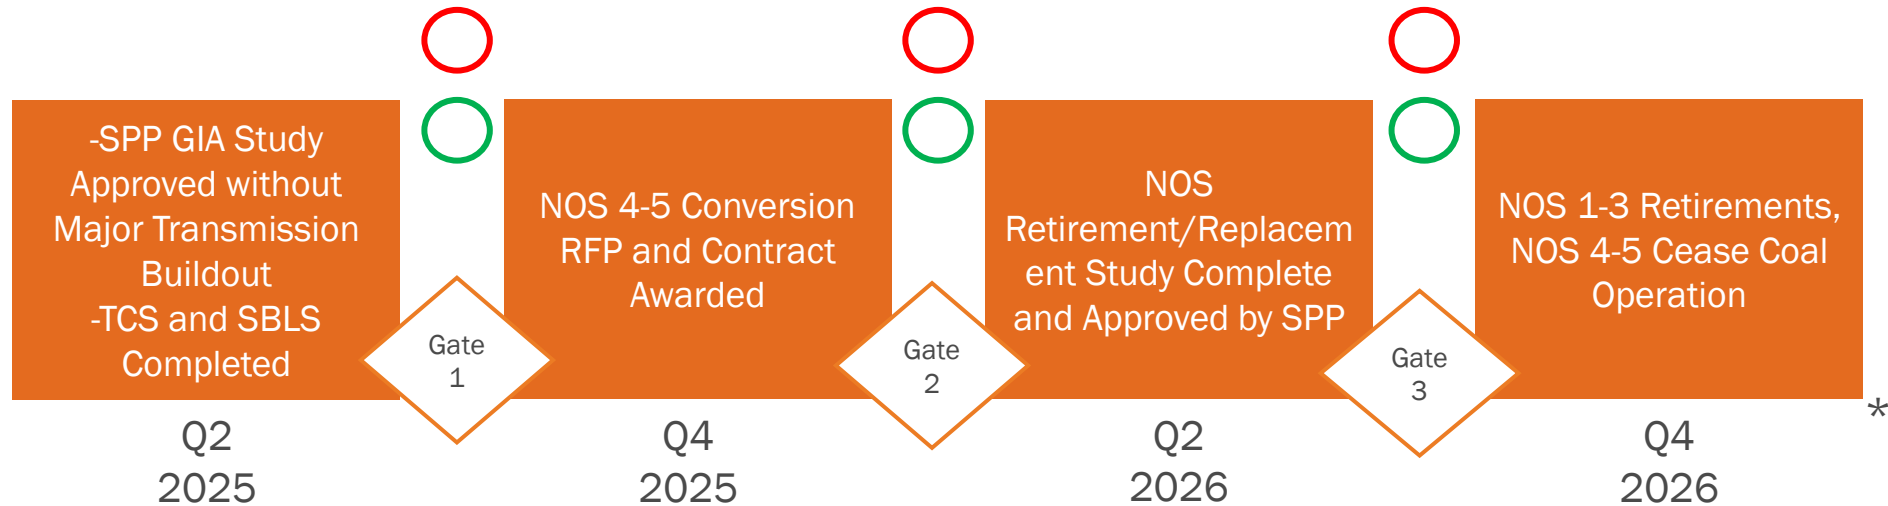 -SPP GIA Study
Approved without
Major Transmission
Buildout
-TCS and SBLS
Completed
Gate
1
NOS 4-5 Conversion
RFP and Contract
Awarded
Gate
2
NOS
Retirement/Replacem
ent Study Complete
and Approved by SPP
Gate
3
NOS 1-3 Retirements,
NOS 4-5 Cease Coal
Operation
*
Q2
2025
Q4
2025
Q2
2026
Q4
2026